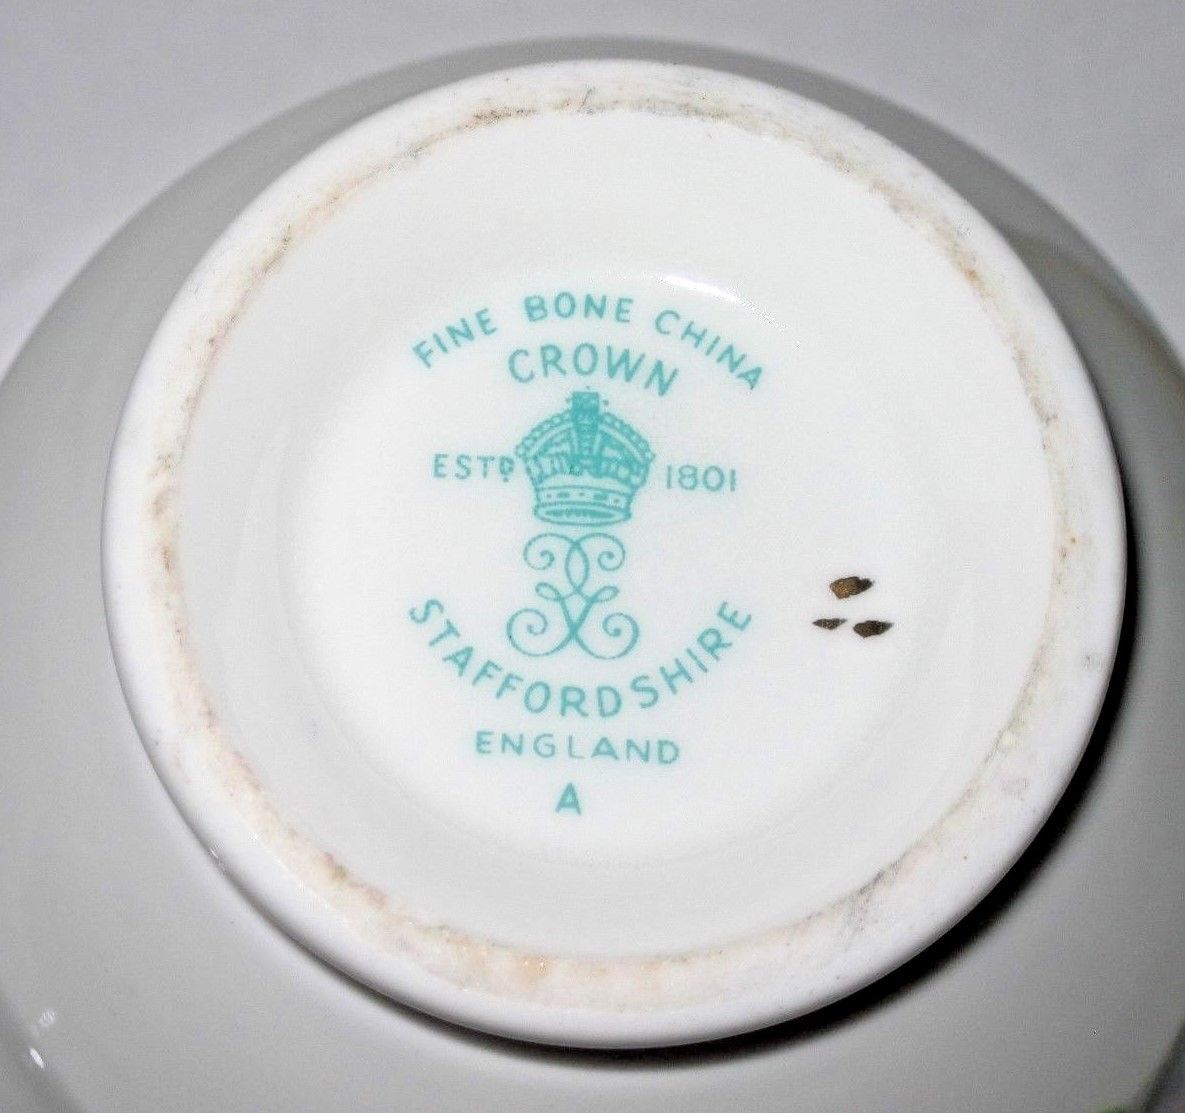 FINE BONE CHINA
CROWN
ESTD 1801
STAFFORDSHIRE
ENGLAND
A